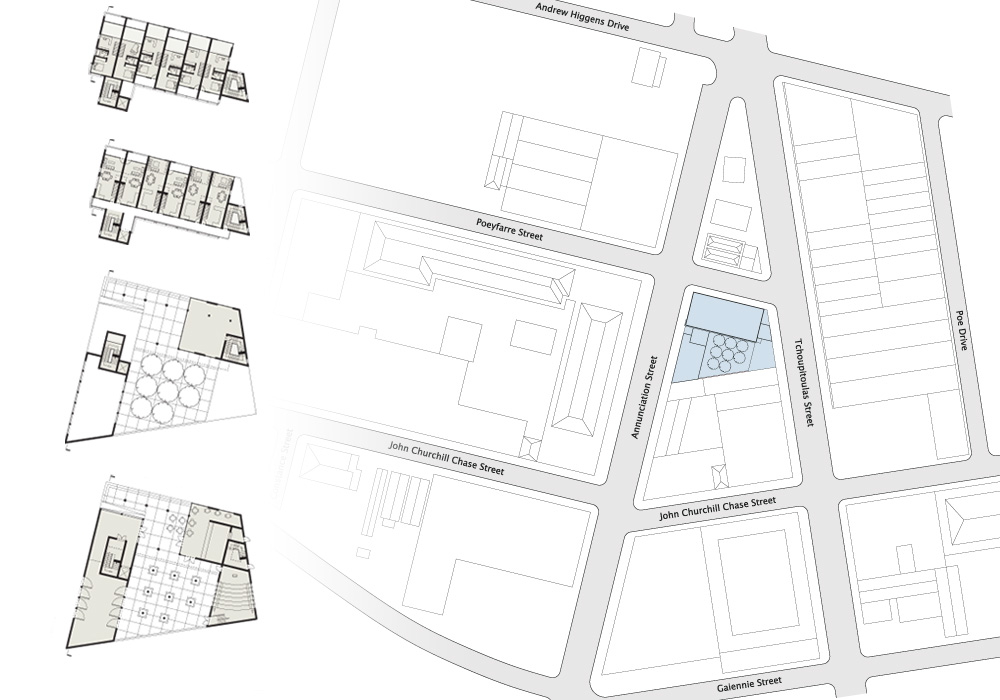 Andrew Higgens Drive
Poeyfarre Street
Poe Drive
Tchoupitoulas Street
Annunciation Street
John Churchill Chase Street
John Churchill Chase Street
Gaiennie Street